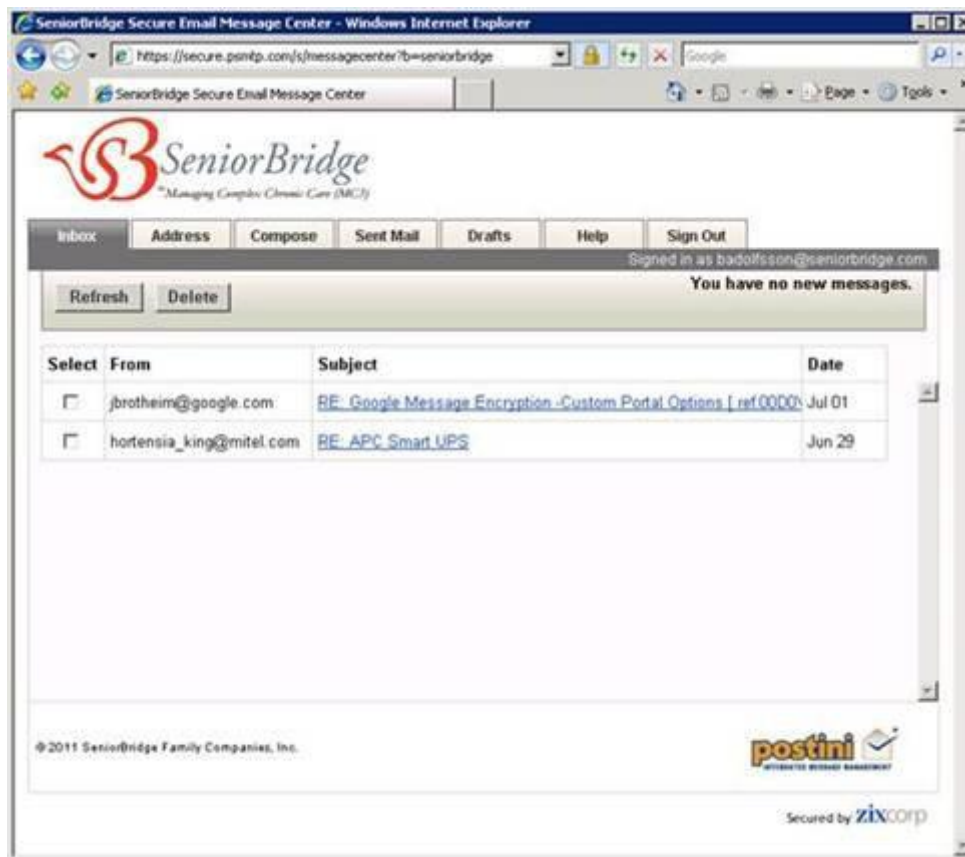 SeniorBridge Secure Email Message Center - Windows Internet Explorer
https://secure.psmtp.com/s/messagecenter?b=seniorbridge
Google
SeniorBridge Secure Email Message Center
Page
Tools
SeniorBridge
Managing Complex Chronic Care (MC3)
Inbox Address Compose Sent Mail Drafts Help Sign Out
Signed in as badolfsson@seniorbridge.com
You have no new messages.
Refresh Delete
Select From Subject Date
jbrotheim@google.com RE: Google Message Encryption -Custom Portal Options [ ref:00D0 Jul 01
hortensia_king@mitel.com RE: APC Smart UPS Jun 29
© 2011 SeniorBridge Family Companies, Inc.
postini
INTEGRATED MESSAGE MANAGEMENT
Secured by zixcorp